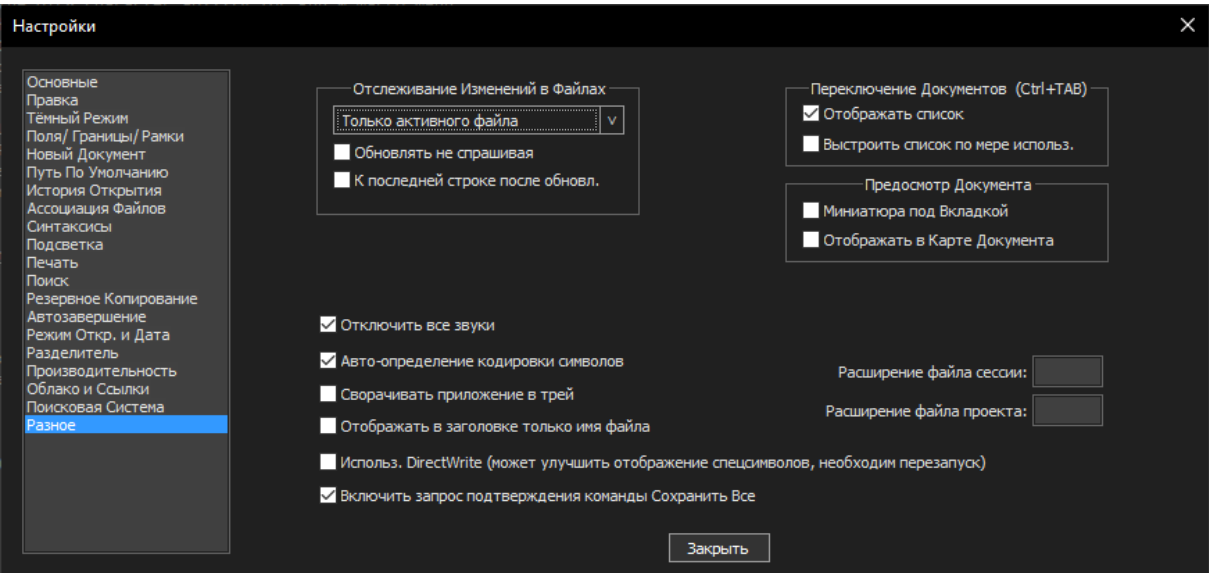 Настройки
Основные
Правка
Тёмный Режим
Поля/ Границы/ Рамки
Новый Документ
Путь По Умолчанию
История Открытия
Ассоциация Файлов
Синтаксисы
Подсветка
Печать
Поиск
Резервное Копирование
Автозавершение
Режим Откр. и Дата
Разделитель
Производительность
Облако и Ссылки
Поисковая Система
Разное
Отслеживание Изменений в Файлах
Только активного файла
Обновлять не спрашивая
К последней строке после обновл.
Переключение Документов (Ctrl+TAB)
Отображать список
Выстроить список по мере использ.
Предосмотр Документа
Миниатюра под Вкладкой
Отображать в Карте Документа
Отключить все звуки
Авто-определение кодировки символов
Сворачивать приложение в трей
Отображать в заголовке только имя файла
Использ. DirectWrite (может улучшить отображение спецсимволов, необходим перезапуск)
Включить запрос подтверждения команды Сохранить Все
Расширение файла сессии:
Расширение файла проекта:
Закрыть